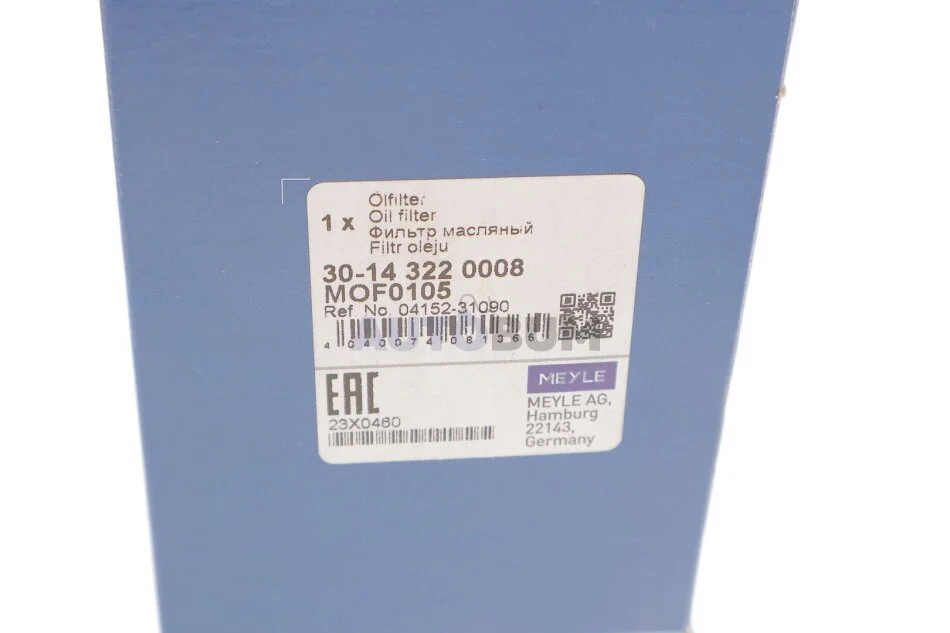 1 x
Ölfilter
Oil filter
Фильтр масляный
Filtr oleju
30-14 322 0008
MOF0105
Ref. No. 04152-31090
4 040074 081365
AUTOBUM
EAC
23X0460
MEYLE
MEYLE AG,
Hamburg
22143,
Germany